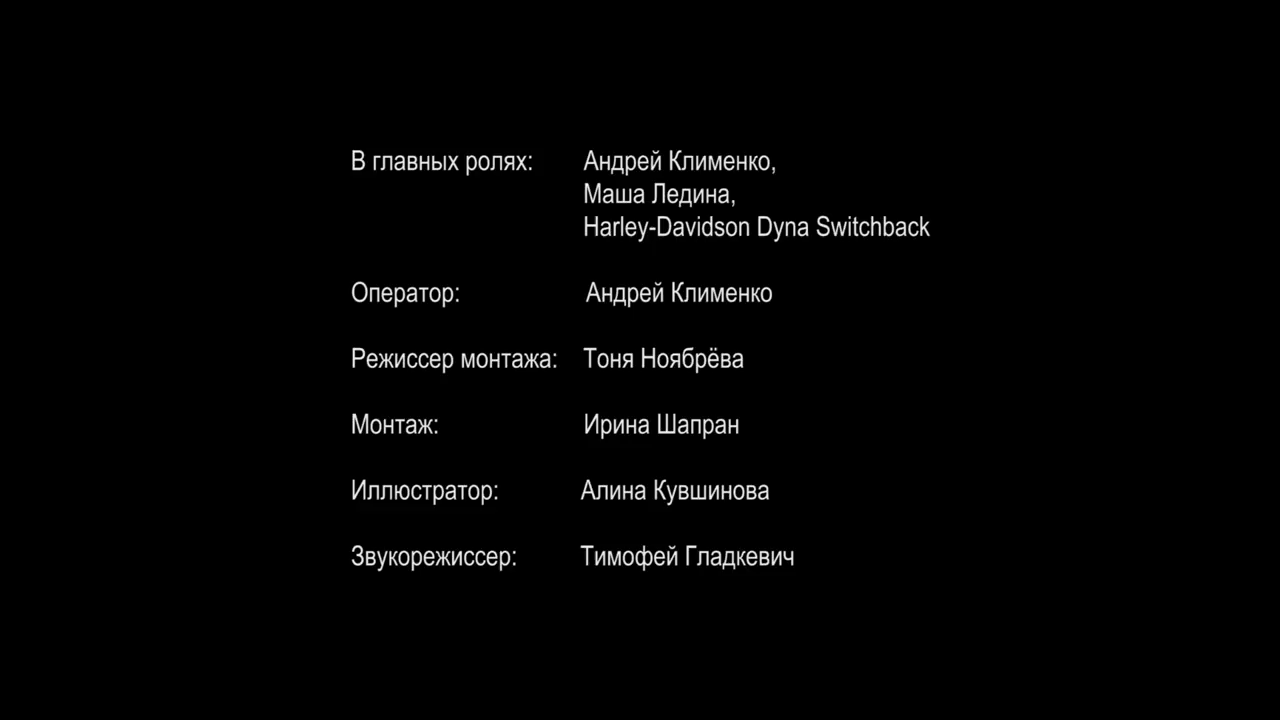 В главных ролях: Андрей Клименко,
Маша Ледина,
Harley-Davidson Dyna Switchback
Оператор: Андрей Клименко
Режиссер монтажа: Тоня Ноябрёва
Монтаж: Ирина Шапран
Иллюстратор: Алина Кувшинова
Звукорежиссер: Тимофей Гладкевич